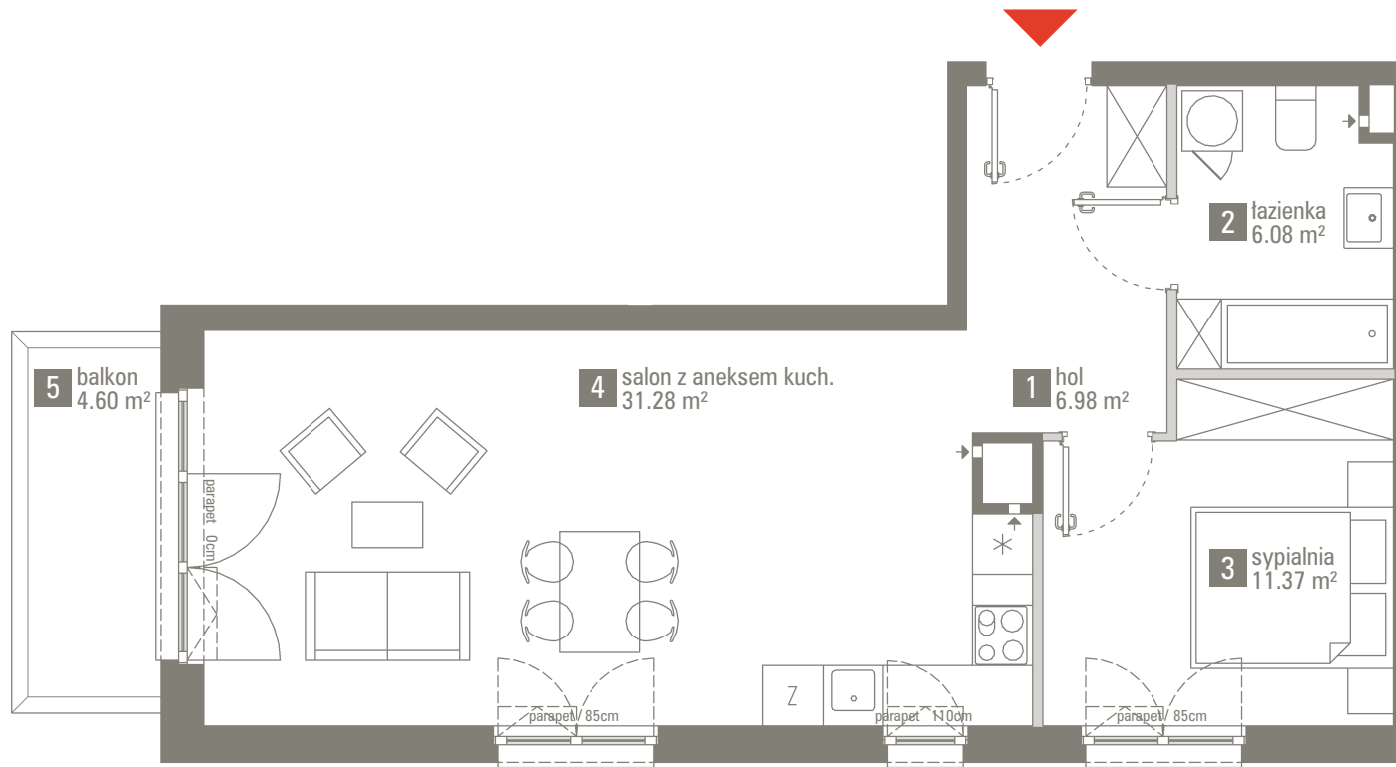 2 łazienka
6.08 m²
5 balkon
4.60 m²
4 salon z aneksem kuch.
31.28 m²
1 hol
6.98 m²
parapet 0cm
3 sypialnia
11.37 m²
Z
parapet / 85cm
parapet 110cm
parapet / 85cm